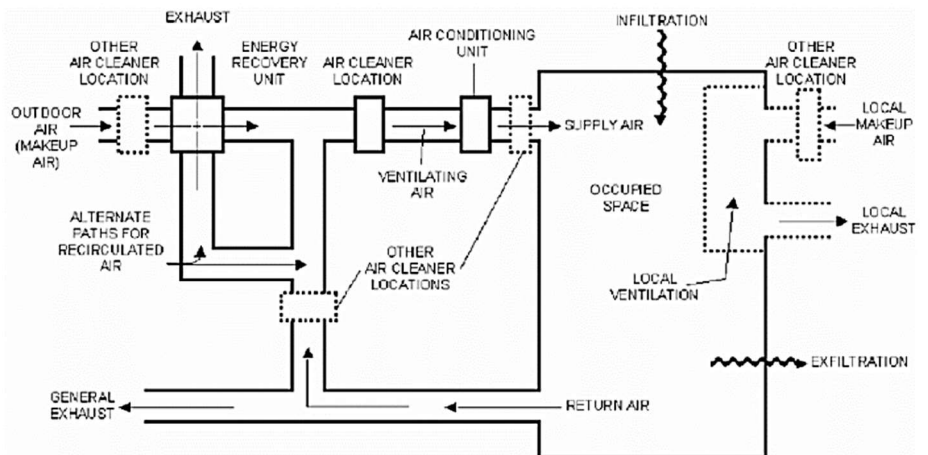 EXHAUST
OTHER
AIR CLEANER
LOCATION
ENERGY
RECOVERY
UNIT
AIR CLEANER
LOCATION
AIR CONDITIONING
UNIT
INFILTRATION
OTHER
AIR CLEANER
LOCATION
OUTDOOR
AIR
(MAKEUP
AIR)
SUPPLY AIR
LOCAL
MAKEUP
AIR
VENTILATING
AIR
OCCUPIED
SPACE
ALTERNATE
PATHS FOR
RECIRCULATED
AIR
LOCAL
EXHAUST
OTHER
AIR CLEANER
LOCATIONS
LOCAL
VENTILATION
EXFILTRATION
GENERAL
EXHAUST
RETURN AIR